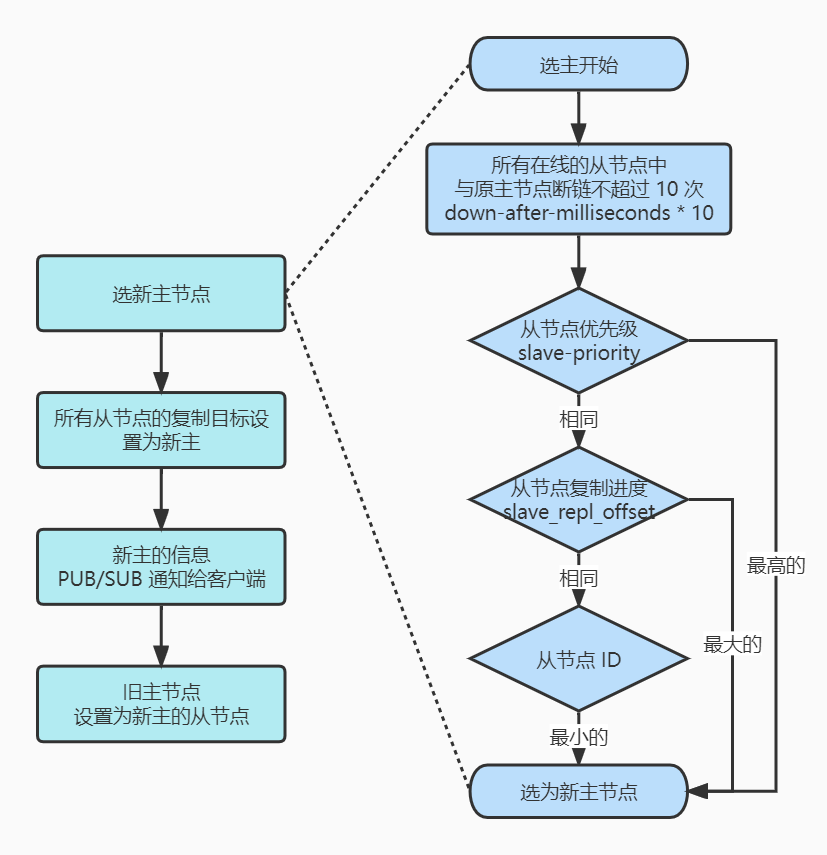 选新主节点
所有从节点的复制目标设
置为新主
新主的信息
PUB/SUB 通知给客户端
旧主节点
设置为新主的从节点
选主开始
所有在线的从节点中
与原主节点断链不超过 10 次
down-after-milliseconds * 10
从节点优先级
slave-priority
相同
从节点复制进度
slave_repl_offset
相同
从节点 ID
最小的
选为新主节点
最高的
最大的